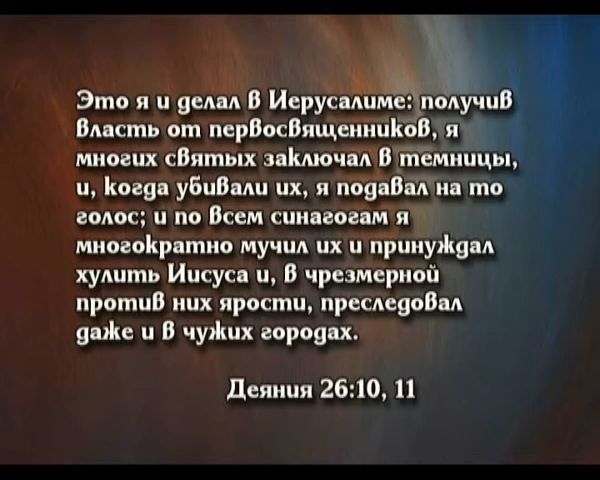 Это я и делал в Иерусалиме: получив
власть от первосвященников, я
многих святых заключал в темницы,
и, когда убивали их, я подавал на то
голос; и по всем синагогам я
многократно мучил их и принуждал
хулить Иисуса и, в чрезмерной
против них ярости, преследовал
даже и в чужих городах.
Деяния 26:10, 11